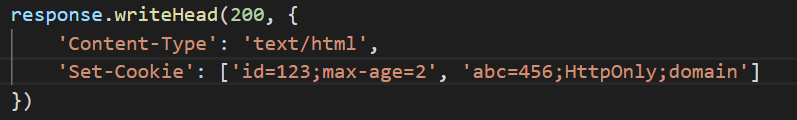 response.writeHead(200, {
    'Content-Type': 'text/html',
    'Set-Cookie': ['id=123;max-age=2', 'abc=456;HttpOnly;domain']
})